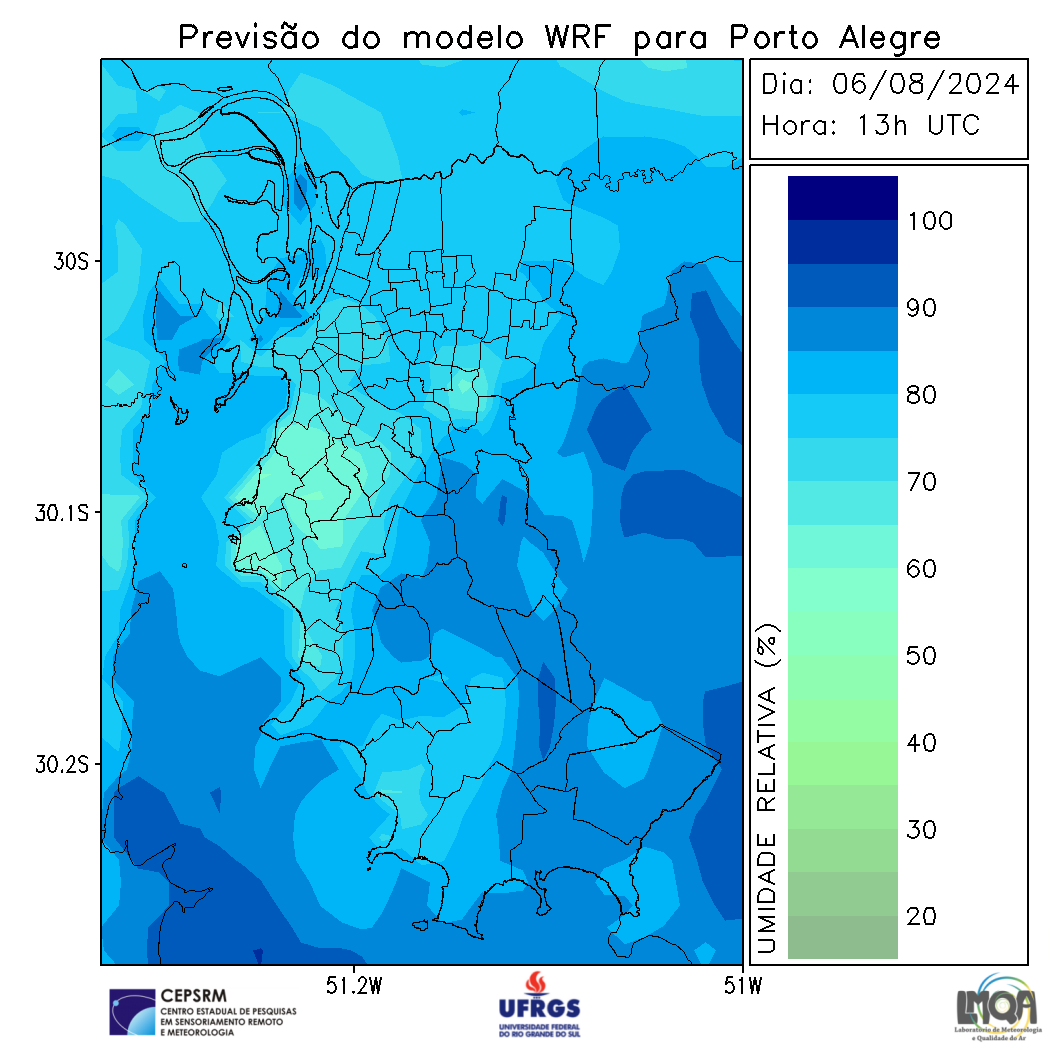 Previsão do modelo WRF para Porto Alegre
Dia: 06/08/2024
Hora: 13h UTC
100
90
80
70
60
50
40
30
20
UMIDADE RELATIVA (%)
30S
30.1S
30.2S
51.2W
51W
CEPSRM
CENTRO ESTADUAL DE PESQUISAS
EM SENSORIAMENTO REMOTO
E METEOROLOGIA
UFRGS
UNIVERSIDADE FEDERAL
DO RIO GRANDE DO SUL
LMQA
Laboratório de Meteorologia
e Qualidade do Ar